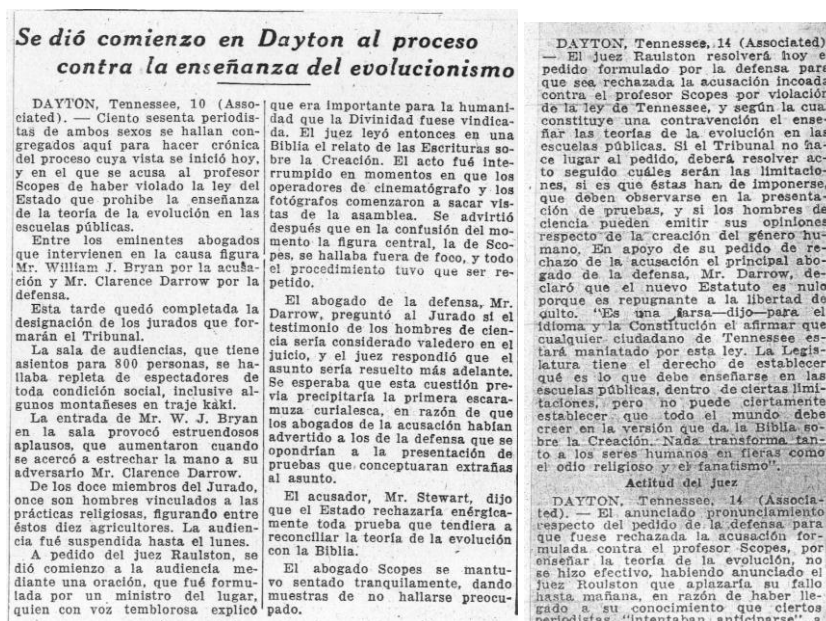 Se dió comienzo en Dayton al proceso
contra la enseñanza del evolucionismo
DAYTON, Tennessee, 10 (Asso-
ciated). — Ciento sesenta periodis-
tas de ambos sexos se hallan con-
gregados aquí para hacer crónica
del proceso cuya vista se inició hoy,
y en el que se acusa al profesor
Scopes de haber violado la ley del
Estado que prohibe la enseñanza
de la teoría de la evolución en las
escuelas públicas.
Entre los eminentes abogados
que intervienen en la causa figura
Mr. William J. Bryan por la acusa-
ción y Mr. Clarence Darrow por la
defensa.
Esta tarde quedó completada la
designación de los jurados que for-
marán el Tribunal.
La sala de audiencias, que tiene
asientos para 800 personas, se ha-
llaba repleta de espectadores de
toda condición social, inclusive al-
gunos montañeses en traje kaki.
La entrada de Mr. W. J. Bryan
en la sala provocó estruendosos
aplausos, que aumentaron cuando
se acercó a estrechar la mano a su
adversario Mr. Clarence Darrow.
De los doce miembros del Jurado,
once son hombres vinculados a las
prácticas religiosas, figurando entre
éstos diez agricultores. La audien-
cia fué suspendida hasta el lunes.
A pedido del juez Raulston, se
dió comienzo a la audiencia me-
diante una oración, que fué formu-
lada por un ministro del lugar,
quien con voz temblorosa explicó
que era importante para la humani-
dad que la Divinidad fuese vindica-
da. El juez leyó entonces en una
Biblia el relato de las Escrituras so-
bre la Creación. El acto fué inte-
rrumpido en momentos en que los
operadores de cinematógrafo y los
fotógrafos comenzaron a sacar vis-
tas de la asamblea. Se advirtió
después que en la confusión del mo-
mento la figura central, la de Sco-
pes, se hallaba fuera de foco, y todo
el procedimiento tuvo que ser re-
petido.
El abogado de la defensa, Mr.
Darrow, preguntó al Jurado si el
testimonio de los hombres de cien-
cia sería considerado valedero en el
juicio, y el juez respondió que el
asunto sería resuelto más adelante.
Se esperaba que esta cuestión pre-
via precipitaría la primera escara-
muza curialesca, en razón de que
los abogados de la acusación habían
advertido a los de la defensa que se
opondrían a la presentación de
pruebas que conceptuaran extrañas
al asunto.
El acusador, Mr. Stewart, dijo
que el Estado rechazaría enérgica-
mente toda prueba que tendiera a
reconciliar la teoría de la evolución
con la Biblia.
El abogado Scopes se mantu-
vo sentado tranquilamente, dando
muestras de no hallarse preocu-
pado.
DAYTON, Tennessee, 14 (Associated)
— El juez Raulston resolverá hoy e
pedido formulado por la defensa para
que sea rechazada la acusación incoada
contra el profesor Scopes por violación
de la ley de Tennessee, y según la cua
constituye una contravención el ense-
ñar las teorías de la evolución en las
escuelas públicas. Si el Tribunal no ha-
ce lugar al pedido, deberá resolver ac-
to seguido cuáles serán las limitacio-
nes, si es que éstas han de imponerse,
que deben observarse en la presenta-
ción de pruebas, y si los hombres de
ciencia pueden emitir sus opiniones
respecto de la creación del género hu-
mano. En apoyo de su pedido de re-
chazo de la acusación el principal abo-
gado de la defensa, Mr. Darrow, de-
claró que el nuevo Estatuto es nulo
porque es repugnante a la libertad de
culto. "Es una farsa—dijo—para el
idioma y la Constitución el afirmar que
cualquier ciudadano de Tennessee es-
tará maniatado por esta ley. La Legis-
latura tiene el derecho de establecer
qué es lo que debe enseñarse en las
escuelas públicas, dentro de ciertas limi-
taciones, pero no puede ciertamente
establecer que todo el mundo debe
creer en la versión que da la Biblia so-
bre la Creación. Nada transforma tan-
to a los seres humanos en fieras como
el odio religioso y el fanatismo".
Actitud del juez
DAYTON, Tennessee, 14 (Associa-
ted). — El anunciado pronunciamiento
respecto del pedido de la defensa para
que fuese rechazada la acusación for-
mulada contra el profesor Scopes, por
enseñar la teoría de la evolución, no
se hizo efectivo, habiendo anunciado el
juez Roulston que aplazaría su fallo
hasta mañana, en razón de haber lle-
gado a su conocimiento que ciertos
periodistas "intentaban anticiparse" a